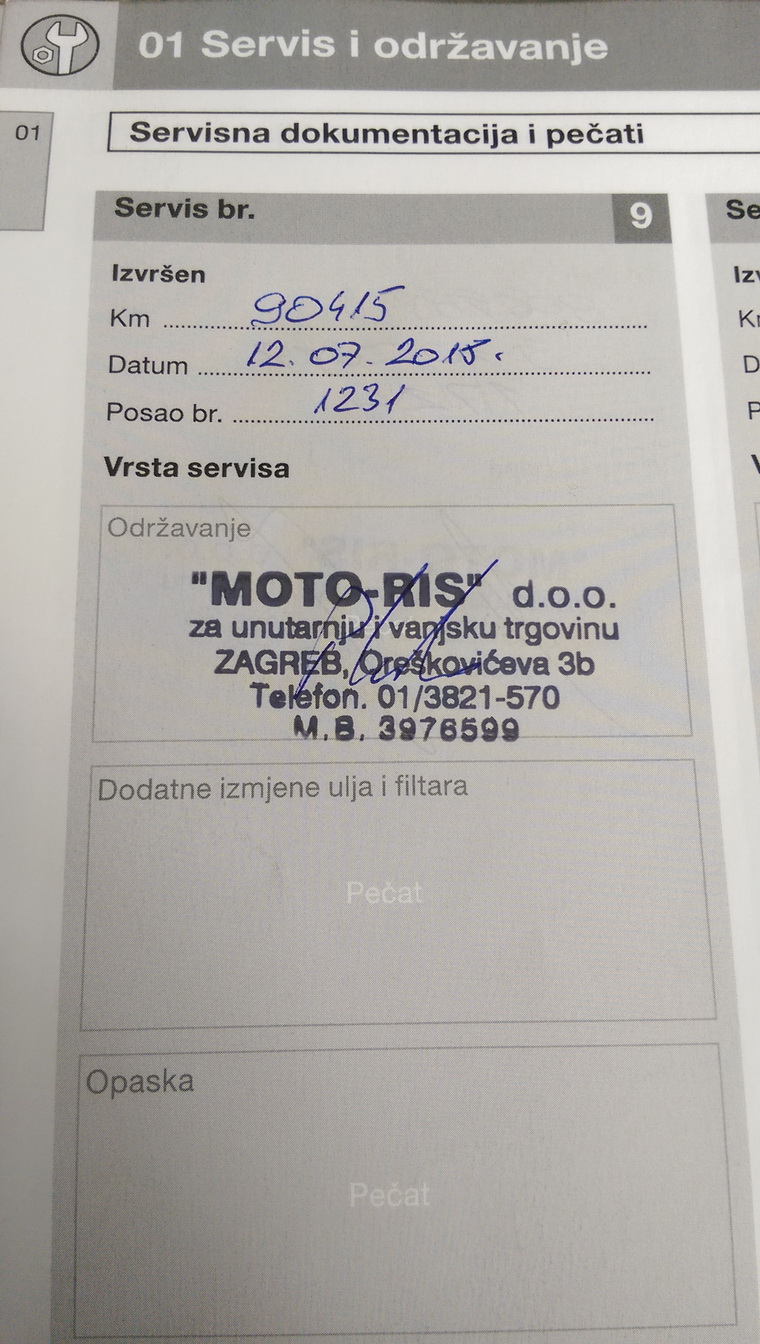 01 Servis i održavanje
01
Servisna dokumentacija i pečati
Servis br. 9
Izvršen
Km 90415
Datum 12.07.2015.
Posao br. 1231
Vrsta servisa
Održavanje
"MOTO-RIS" d.o.o.
za unutarnju i vanjsku trgovinu
ZAGREB, Oreškovićeva 3b
Telefon. 01/3821-570
M.B. 3976599
Dodatne izmjene ulja i filtara
Pečat
Opaska
Pečat
Se
Iz
K
D
P
V